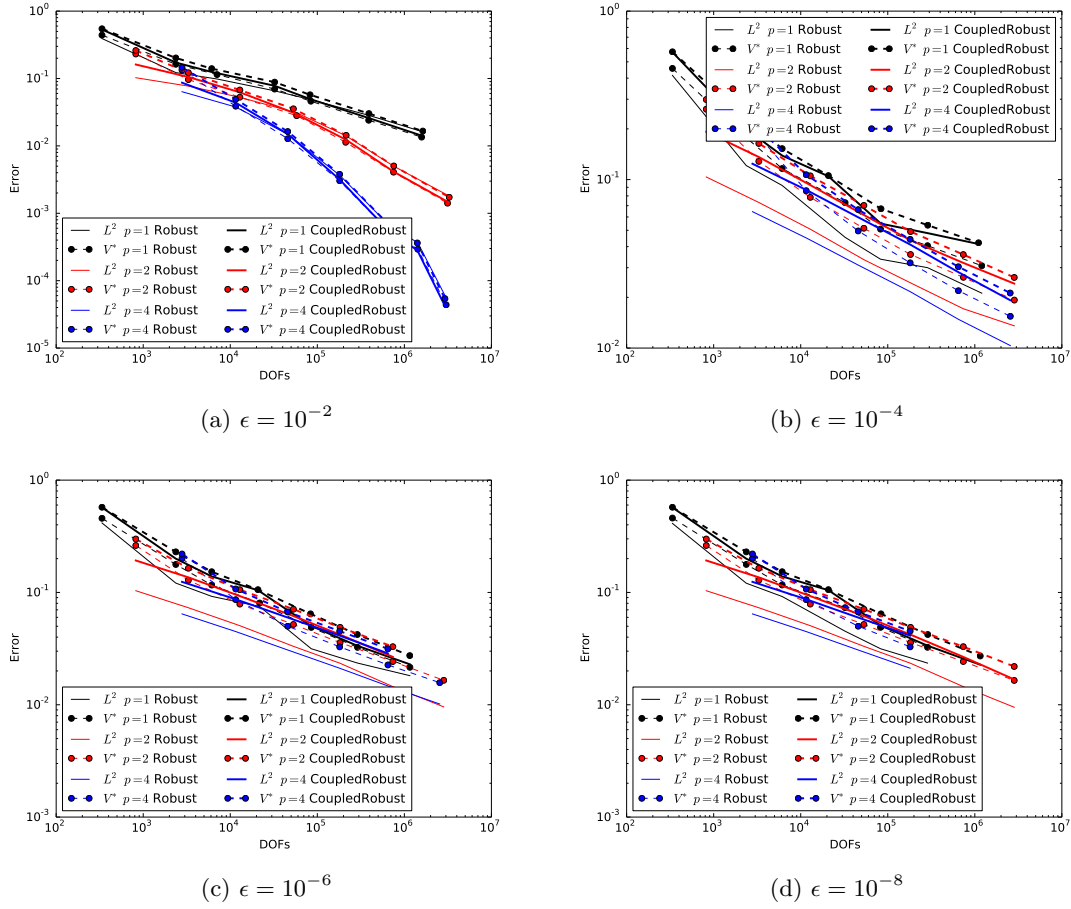 10^0
10^-1
10^-2
10^-3
10^-4
10^-5
Error
10^2 10^3 10^4 10^5 10^6 10^7
DOFs
L^2 p=1 Robust
V* p=1 Robust
L^2 p=2 Robust
V* p=2 Robust
L^2 p=4 Robust
V* p=4 Robust
L^2 p=1 CoupledRobust
V* p=1 CoupledRobust
L^2 p=2 CoupledRobust
V* p=2 CoupledRobust
L^2 p=4 CoupledRobust
V* p=4 CoupledRobust
(a) ϵ = 10^-2
10^0
10^-1
10^-2
Error
10^2 10^3 10^4 10^5 10^6 10^7
DOFs
L^2 p=1 Robust
V* p=1 Robust
L^2 p=2 Robust
V* p=2 Robust
L^2 p=4 Robust
V* p=4 Robust
L^2 p=1 CoupledRobust
V* p=1 CoupledRobust
L^2 p=2 CoupledRobust
V* p=2 CoupledRobust
L^2 p=4 CoupledRobust
V* p=4 CoupledRobust
(b) ϵ = 10^-4
10^0
10^-1
10^-2
10^-3
Error
10^2 10^3 10^4 10^5 10^6 10^7
DOFs
L^2 p=1 Robust
V* p=1 Robust
L^2 p=2 Robust
V* p=2 Robust
L^2 p=4 Robust
V* p=4 Robust
L^2 p=1 CoupledRobust
V* p=1 CoupledRobust
L^2 p=2 CoupledRobust
V* p=2 CoupledRobust
L^2 p=4 CoupledRobust
V* p=4 CoupledRobust
(c) ϵ = 10^-6
10^0
10^-1
10^-2
10^-3
Error
10^2 10^3 10^4 10^5 10^6 10^7
DOFs
L^2 p=1 Robust
V* p=1 Robust
L^2 p=2 Robust
V* p=2 Robust
L^2 p=4 Robust
V* p=4 Robust
L^2 p=1 CoupledRobust
V* p=1 CoupledRobust
L^2 p=2 CoupledRobust
V* p=2 CoupledRobust
L^2 p=4 CoupledRobust
V* p=4 CoupledRobust
(d) ϵ = 10^-8